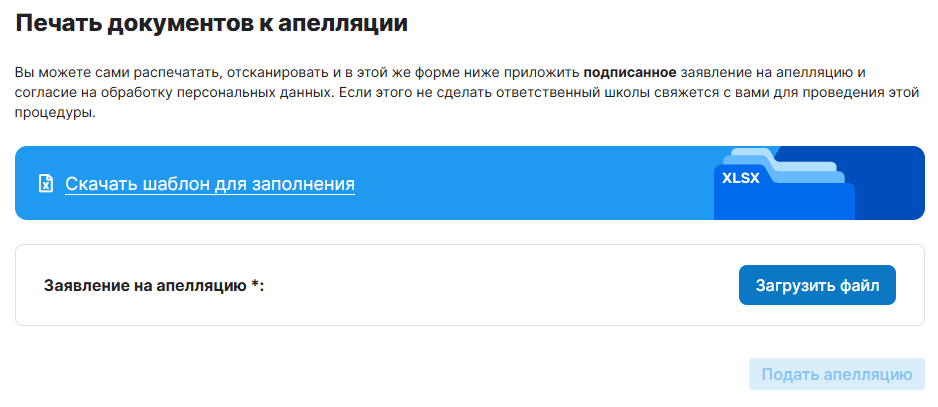 Печать документов к апелляции
Вы можете сами распечатать, отсканировать и в этой же форме ниже приложить подписанное заявление на апелляцию и
согласие на обработку персональных данных. Если этого не сделать ответственный школы свяжется с вами для проведения этой
процедуры.
Скачать шаблон для заполнения
XLSX
Заявление на апелляцию *:
Загрузить файл
Подать апелляцию